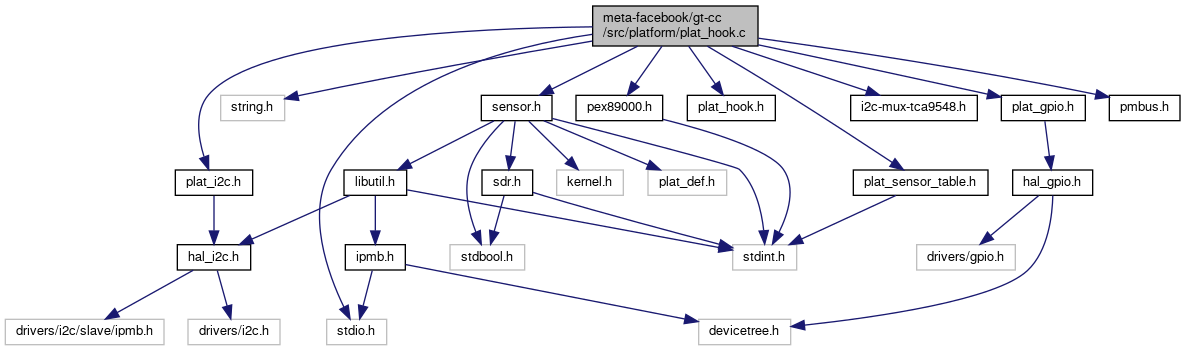 meta-facebook/gt-cc
/src/platform/plat_hook.c
string.h
sensor.h
pex89000.h
plat_hook.h
i2c-mux-tca9548.h
plat_gpio.h
pmbus.h
plat_i2c.h
libutil.h
sdr.h
kernel.h
plat_def.h
plat_sensor_table.h
hal_gpio.h
hal_i2c.h
ipmb.h
stdbool.h
stdint.h
drivers/gpio.h
drivers/i2c/slave/ipmb.h
drivers/i2c.h
stdio.h
devicetree.h